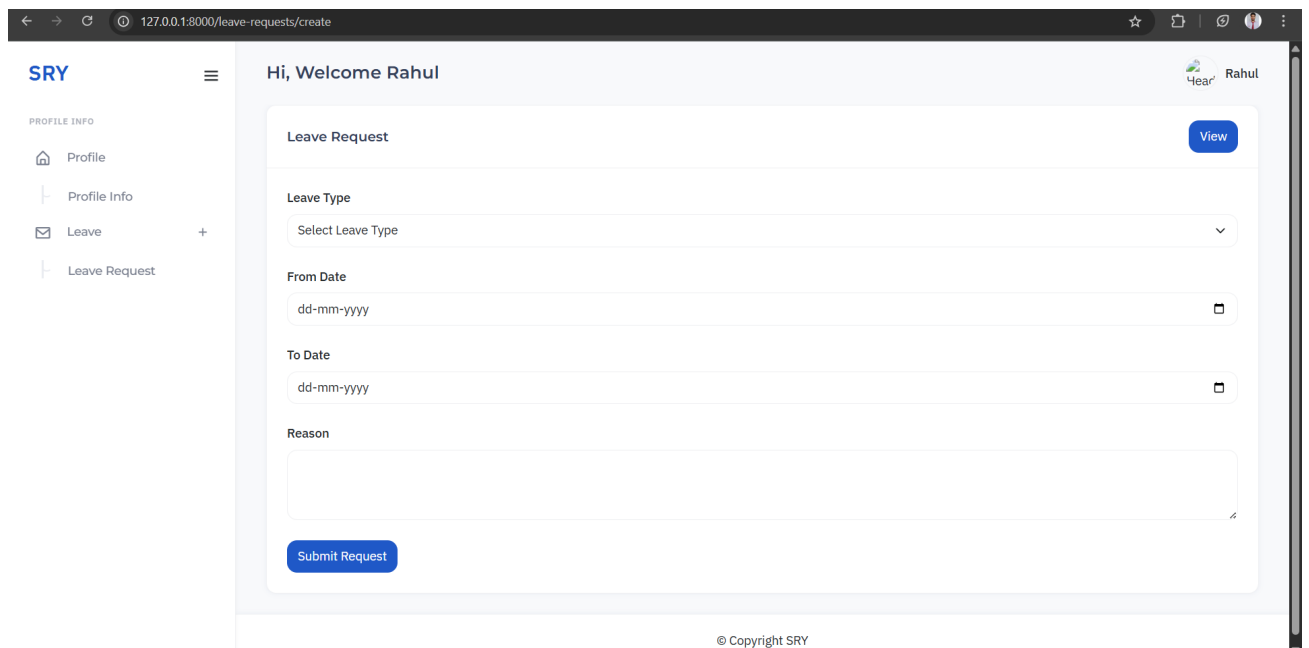 127.0.0.1:8000/leave-requests/create
SRY
Hi, Welcome Rahul
Head
Rahul
PROFILE INFO
Profile
Profile Info
Leave
+
Leave Request
Leave Request
View
Leave Type
Select Leave Type
From Date
dd-mm-yyyy
To Date
dd-mm-yyyy
Reason
Submit Request
© Copyright SRY